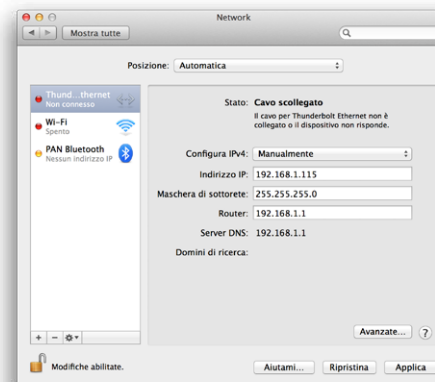 Network
Mostra tutte
Posizione: Automatica
Thund...thernet
Non connesso
Wi-Fi
Spento
PAN Bluetooth
Nessun indirizzo IP
Stato: Cavo scollegato
Il cavo per Thunderbolt Ethernet non è
collegato o il dispositivo non risponde.
Configura IPv4: Manualmente
Indirizzo IP: 192.168.1.115
Maschera di sottorete: 255.255.255.0
Router: 192.168.1.1
Server DNS: 192.168.1.1
Domini di ricerca:
Avanzate... ?
Modifiche abilitate.
Aiutami... Ripristina Applica